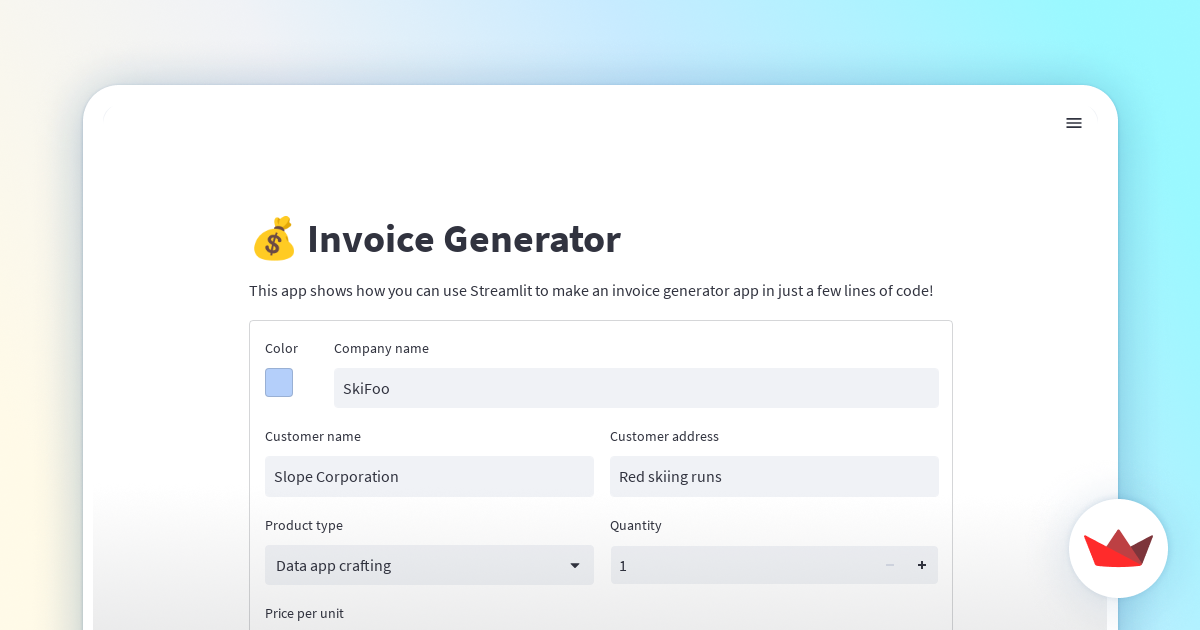 💰 Invoice Generator
This app shows how you can use Streamlit to make an invoice generator app in just a few lines of code!
Color Company name
SkiFoo
Customer name Customer address
Slope Corporation Red skiing runs
Product type Quantity
Data app crafting 1 − +
Price per unit